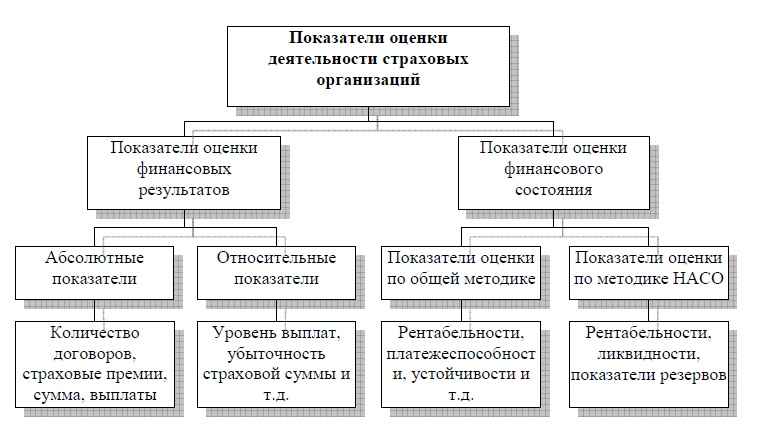 Показатели оценки
деятельности страховых
организаций
Показатели оценки
финансовых
результатов
Показатели оценки
финансового
состояния
Абсолютные
показатели
Относительные
показатели
Показатели оценки
по общей методике
Показатели оценки
по методике НАСО
Количество
договоров,
страховые премии,
сумма, выплаты
Уровень выплат,
убыточность
страховой суммы и
т.д.
Рентабельности,
платежеспособност
и, устойчивости и
т.д.
Рентабельности,
ликвидности,
показатели резервов